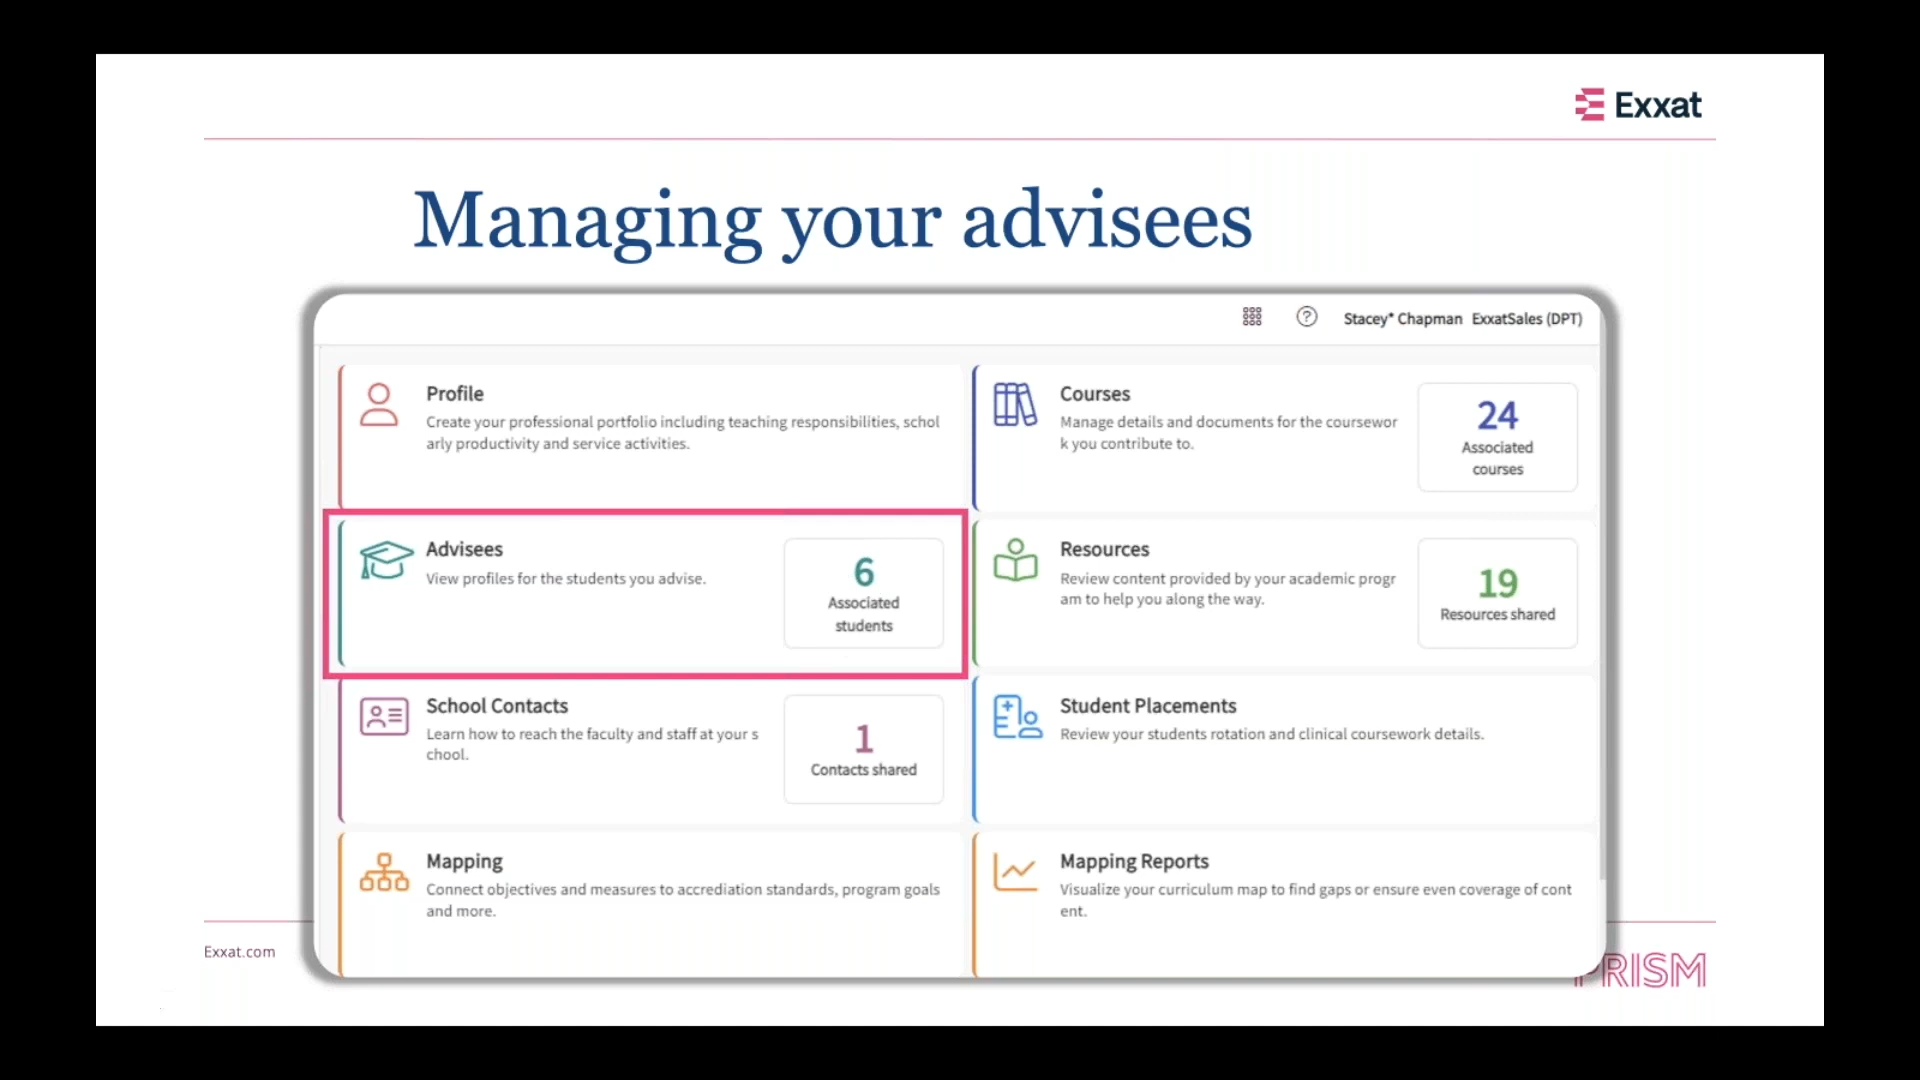 Exxat
Managing your advisees
Stacey* Chapman ExxatSales (DPT)
Profile
Create your professional portfolio including teaching responsibilities, schol
arly productivity and service activities.
Courses
Manage details and documents for the coursewor
k you contribute to.
24
Associated
courses
Advisees
View profiles for the students you advise.
6
Associated
students
Resources
Review content provided by your academic progr
am to help you along the way.
19
Resources shared
School Contacts
Learn how to reach the faculty and staff at your s
chool.
1
Contacts shared
Student Placements
Review your students rotation and clinical coursework details.
Mapping
Connect objectives and measures to accrediation standards, program goals
and more.
Mapping Reports
Visualize your curriculum map to find gaps or ensure even coverage of cont
ent.
Exxat.com
PRISM